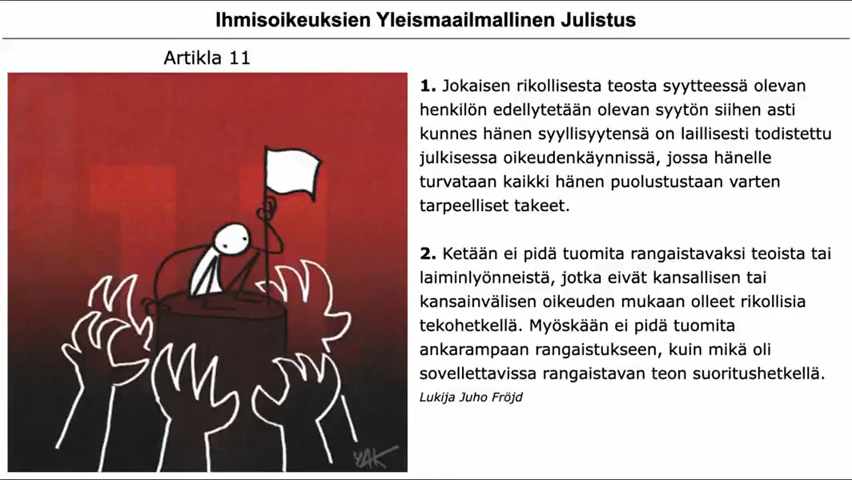 Ihmisoikeuksien Yleismaailmallinen Julistus
Artikla 11
1. Jokaisen rikollisesta teosta syytteessä olevan
henkilön edellytetään olevan syytön siihen asti
kunnes hänen syyllisyytensä on laillisesti todistettu
julkisessa oikeudenkäynnissä, jossa hänelle
turvataan kaikki hänen puolustustaan varten
tarpeelliset takeet.
2. Ketään ei pidä tuomita rangaistavaksi teoista tai
laiminlyönneistä, jotka eivät kansallisen tai
kansainvälisen oikeuden mukaan olleet rikollisia
tekohetkellä. Myöskään ei pidä tuomita
ankarampaan rangaistukseen, kuin mikä oli
sovellettavissa rangaistavan teon suoritushetkellä.
Lukija Juho Fröjd
YAK